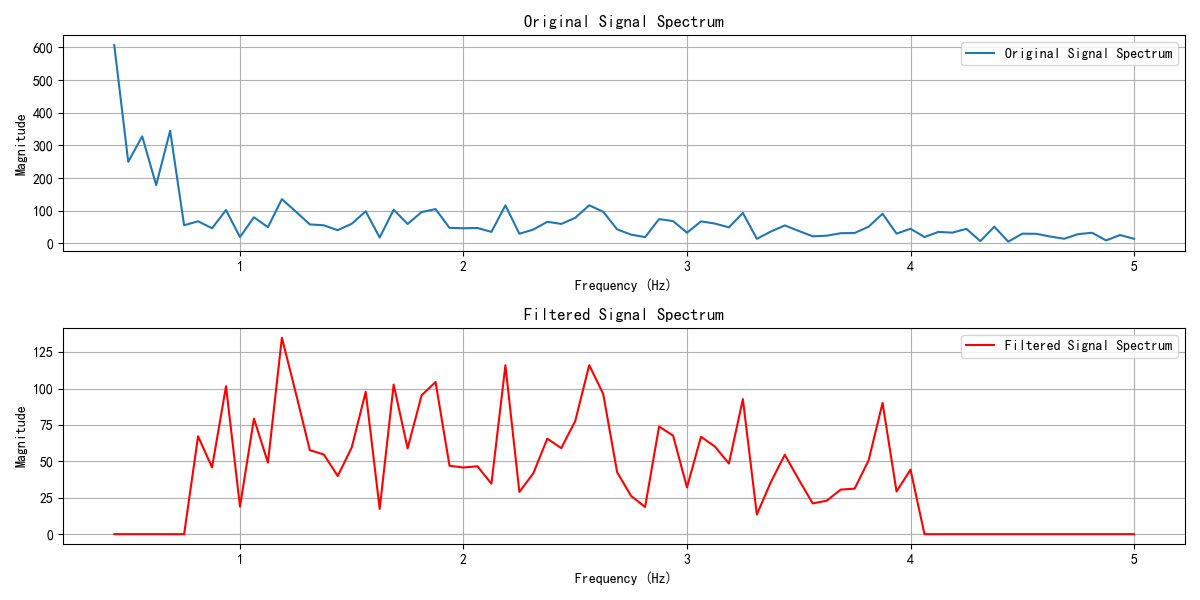 Original Signal Spectrum
Original Signal Spectrum
Magnitude
600
500
400
300
200
100
0
1
2
3
4
5
Frequency (Hz)
Filtered Signal Spectrum
Filtered Signal Spectrum
Magnitude
125
100
75
50
25
0
1
2
3
4
5
Frequency (Hz)